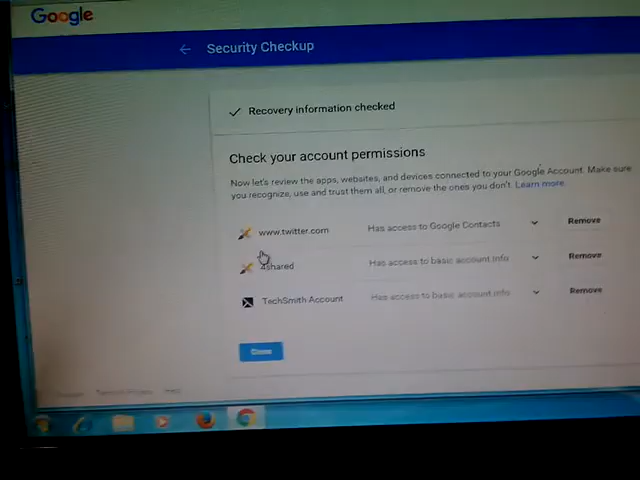 Google
← Security Checkup
✓ Recovery information checked
Check your account permissions
Now let's review the apps, websites, and devices connected to your Google Account. Make sure
you recognize, use and trust them all, or remove the ones you don't. Learn more
www.twitter.com Has access to Google Contacts Remove
4shared Has access to basic account info Remove
TechSmith Account Has access to basic account info Remove